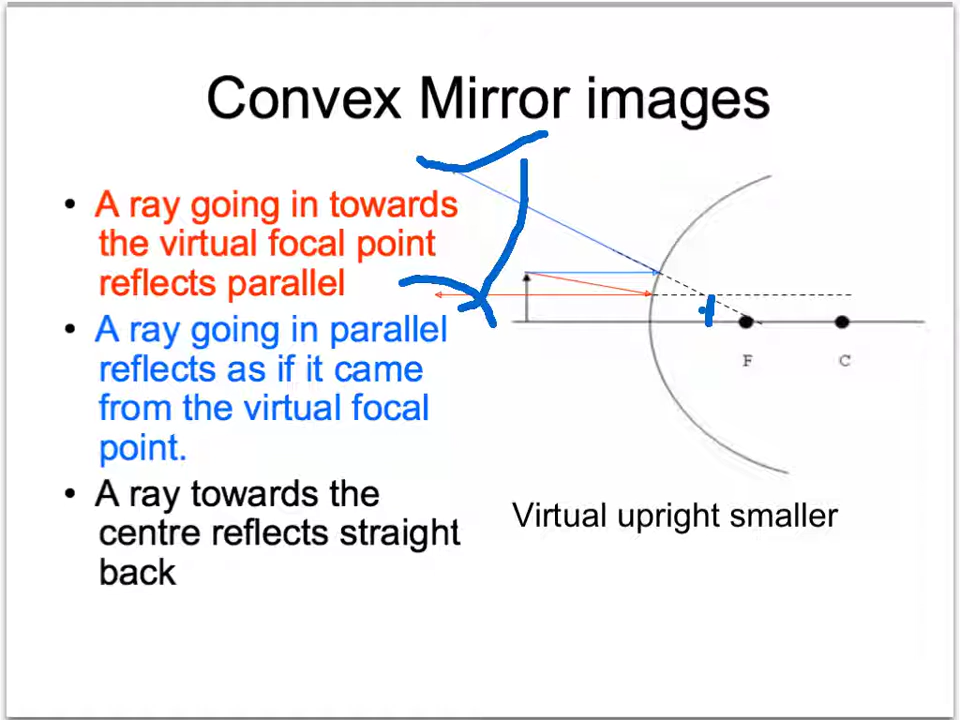 Convex Mirror images
• A ray going in towards
the virtual focal point
reflects parallel
• A ray going in parallel
reflects as if it came
from the virtual focal
point.
• A ray towards the
centre reflects straight
back
F
C
Virtual upright smaller